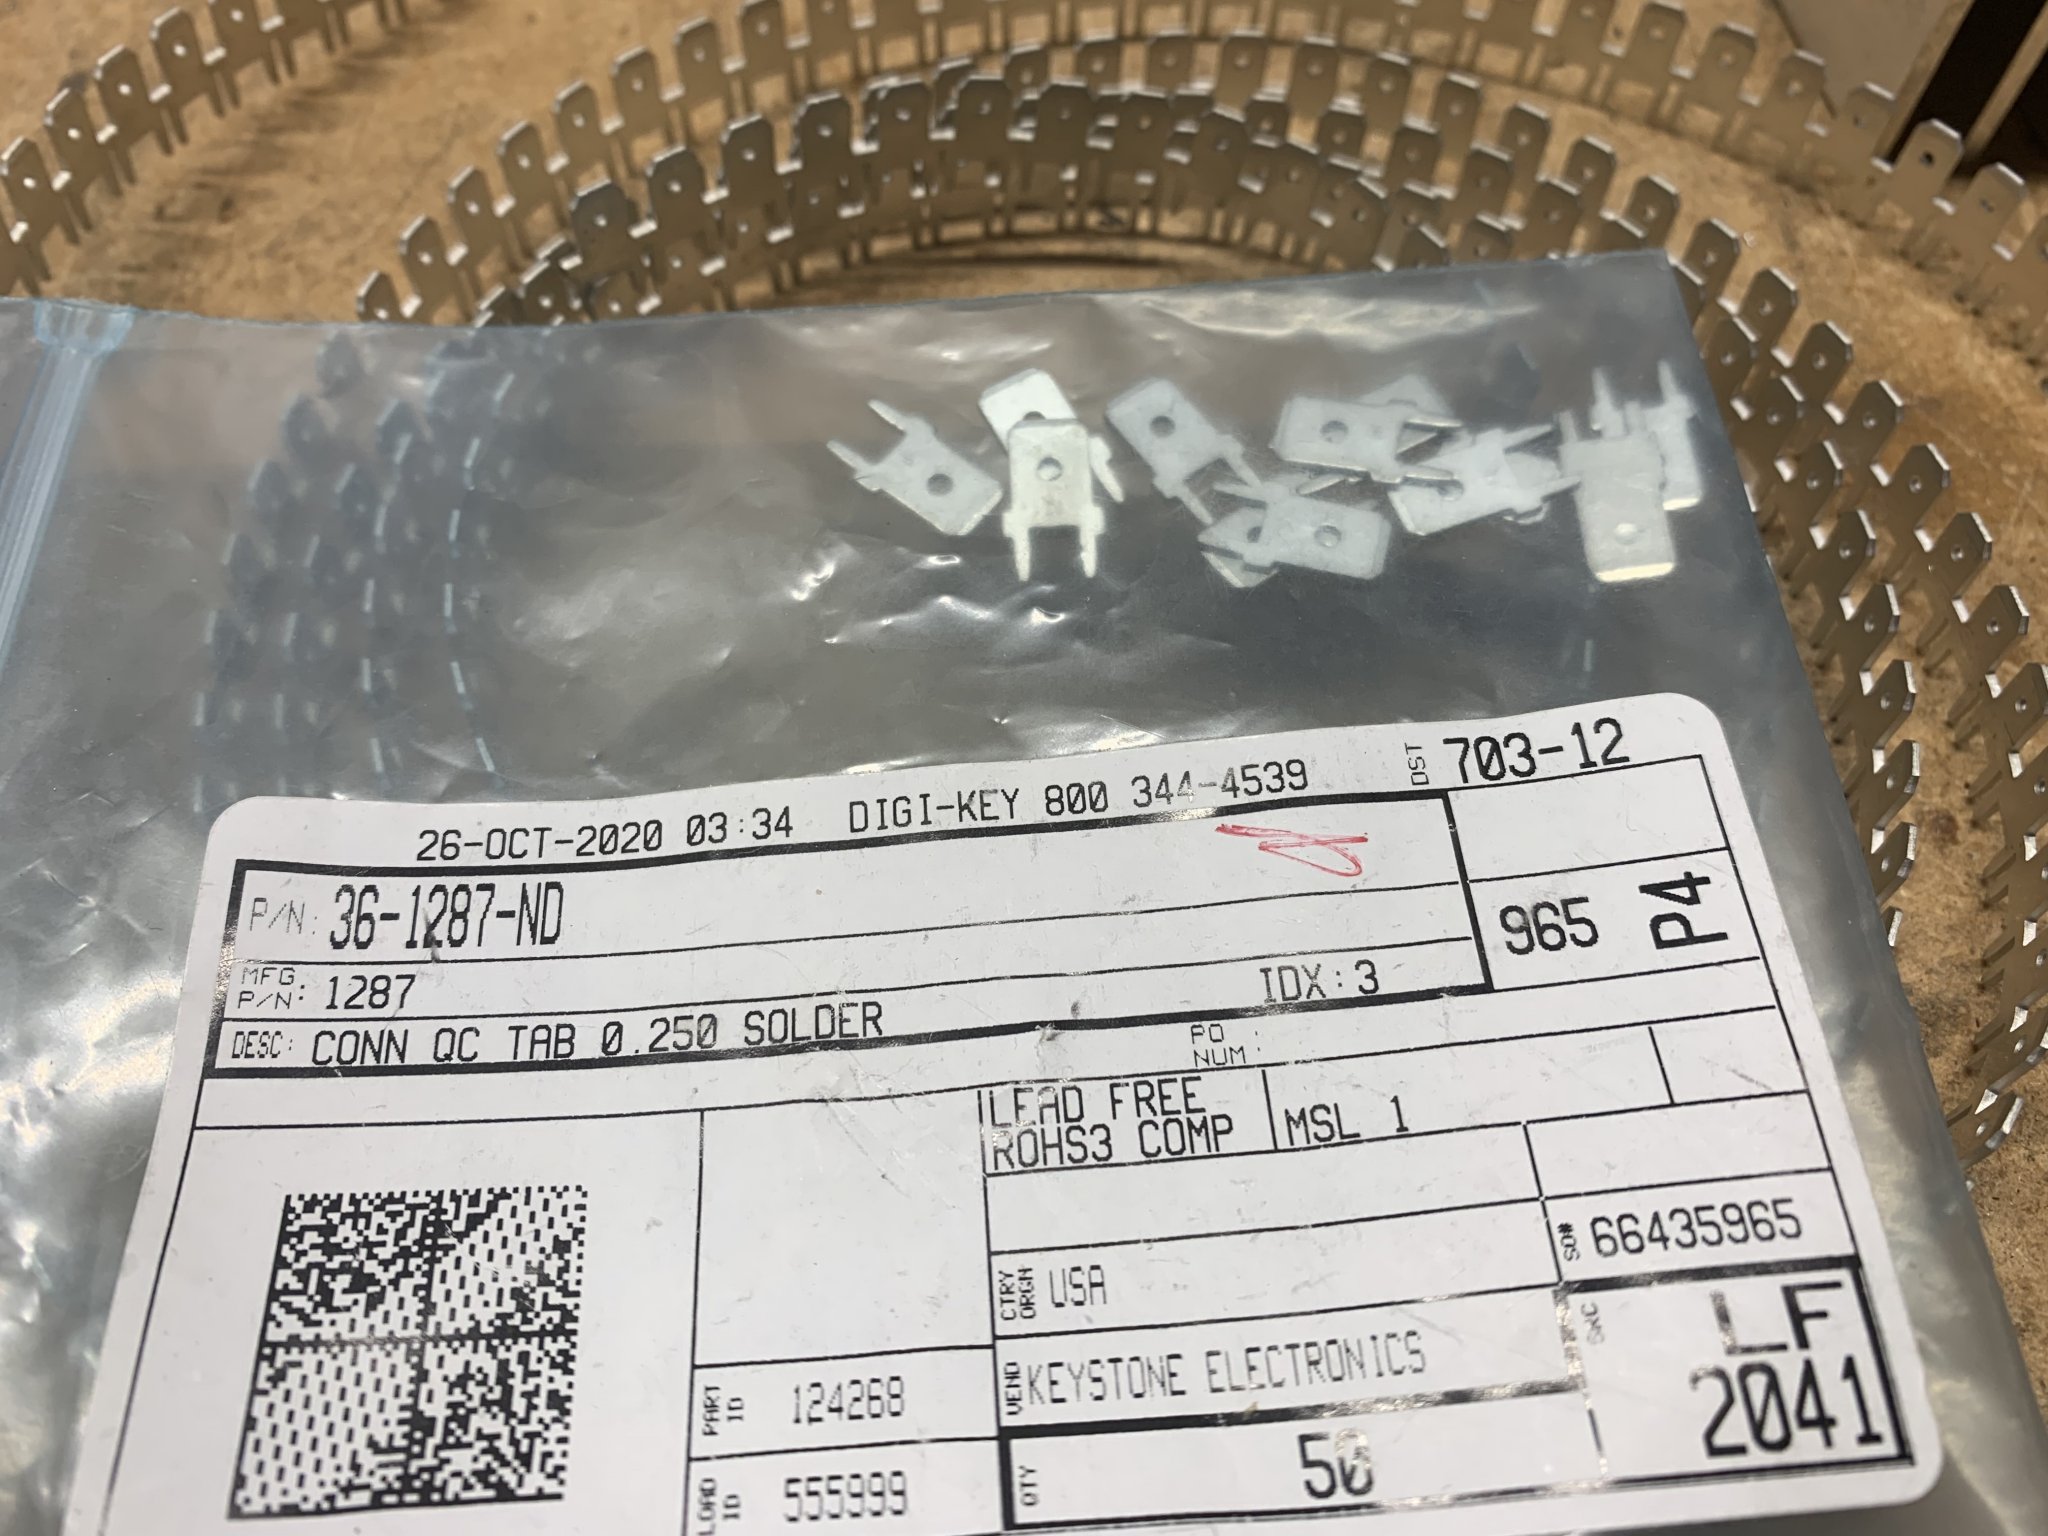 26-OCT-2020 03:34 DIGI-KEY 800 344-4539 DST 703-12
P/N: 36-1287-ND
965 P4
MFG P/N: 1287
IDX: 3
DESC: CONN QC TAB 0.250 SOLDER
PO NUM:
LEAD FREE
ROHS3 COMP
MSL 1
SO# 66435965
CTRY ORGN USA
VEND KEYSTONE ELECTRONICS
SRC LF
2041
PART ID 124268
QTY 50
LOAD ID 555999